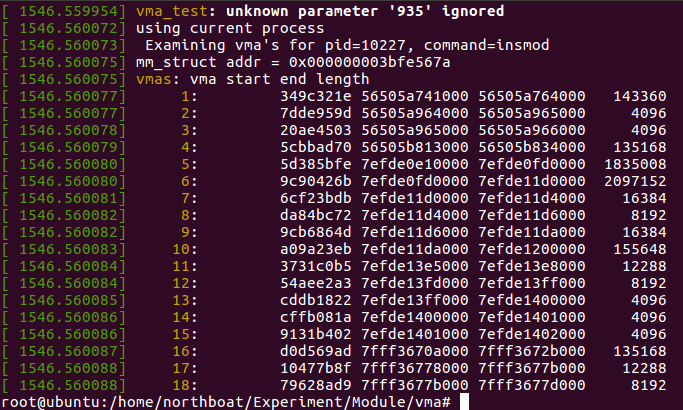 [ 1546.559954] vma_test: unknown parameter '935' ignored
[ 1546.560072] using current process
[ 1546.560073]  Examining vma's for pid=10227, command=insmod
[ 1546.560075] mm_struct addr = 0x000000003bfe567a
[ 1546.560075] vmas: vma start end length
[ 1546.560077]     1:          349c321e 56505a741000 56505a764000   143360
[ 1546.560077]     2:          7dde959d 56505a964000 56505a965000     4096
[ 1546.560078]     3:          20ae4503 56505a965000 56505a966000     4096
[ 1546.560079]     4:          5cbbad70 56505b813000 56505b834000   135168
[ 1546.560080]     5:          5d385bfe 7efde0e10000 7efde0fd0000  1835008
[ 1546.560080]     6:          9c90426b 7efde0fd0000 7efde11d0000  2097152
[ 1546.560081]     7:          6cf23bdb 7efde11d0000 7efde11d4000    16384
[ 1546.560082]     8:          da84bc72 7efde11d4000 7efde11d6000     8192
[ 1546.560082]     9:          9cb6864d 7efde11d6000 7efde11da000    16384
[ 1546.560083]    10:          a09a23eb 7efde11da000 7efde1200000   155648
[ 1546.560084]    11:          3731c0b5 7efde13e5000 7efde13e8000    12288
[ 1546.560084]    12:          54aee2a3 7efde13fd000 7efde13ff000     8192
[ 1546.560085]    13:          cddb1822 7efde13ff000 7efde1400000     4096
[ 1546.560086]    14:          cffb081a 7efde1400000 7efde1401000     4096
[ 1546.560086]    15:          9131b402 7efde1401000 7efde1402000     4096
[ 1546.560087]    16:          d0d569ad 7fff3670a000 7fff3672b000   135168
[ 1546.560088]    17:          10477b8f 7fff36778000 7fff3677b000    12288
[ 1546.560088]    18:          79628ad9 7fff3677b000 7fff3677d000     8192
root@ubuntu:/home/northboat/Experiment/Module/vma#